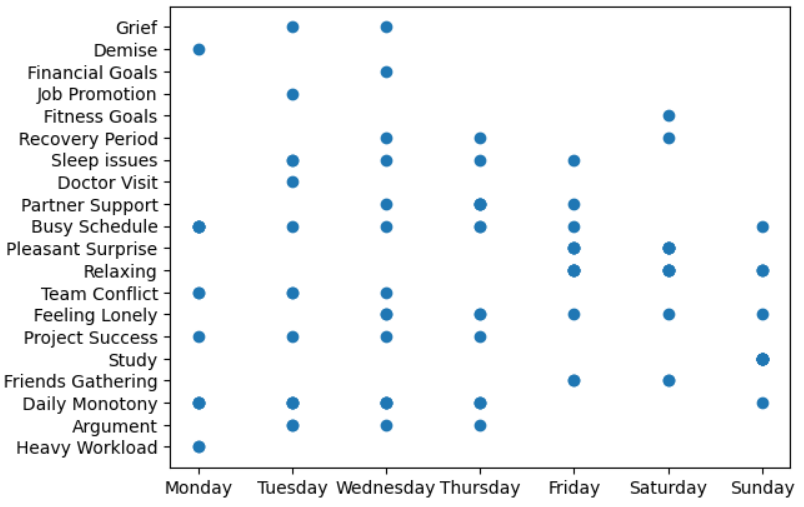 Grief
Demise
Financial Goals
Job Promotion
Fitness Goals
Recovery Period
Sleep issues
Doctor Visit
Partner Support
Busy Schedule
Pleasant Surprise
Relaxing
Team Conflict
Feeling Lonely
Project Success
Study
Friends Gathering
Daily Monotony
Argument
Heavy Workload
Monday Tuesday Wednesday Thursday Friday Saturday Sunday